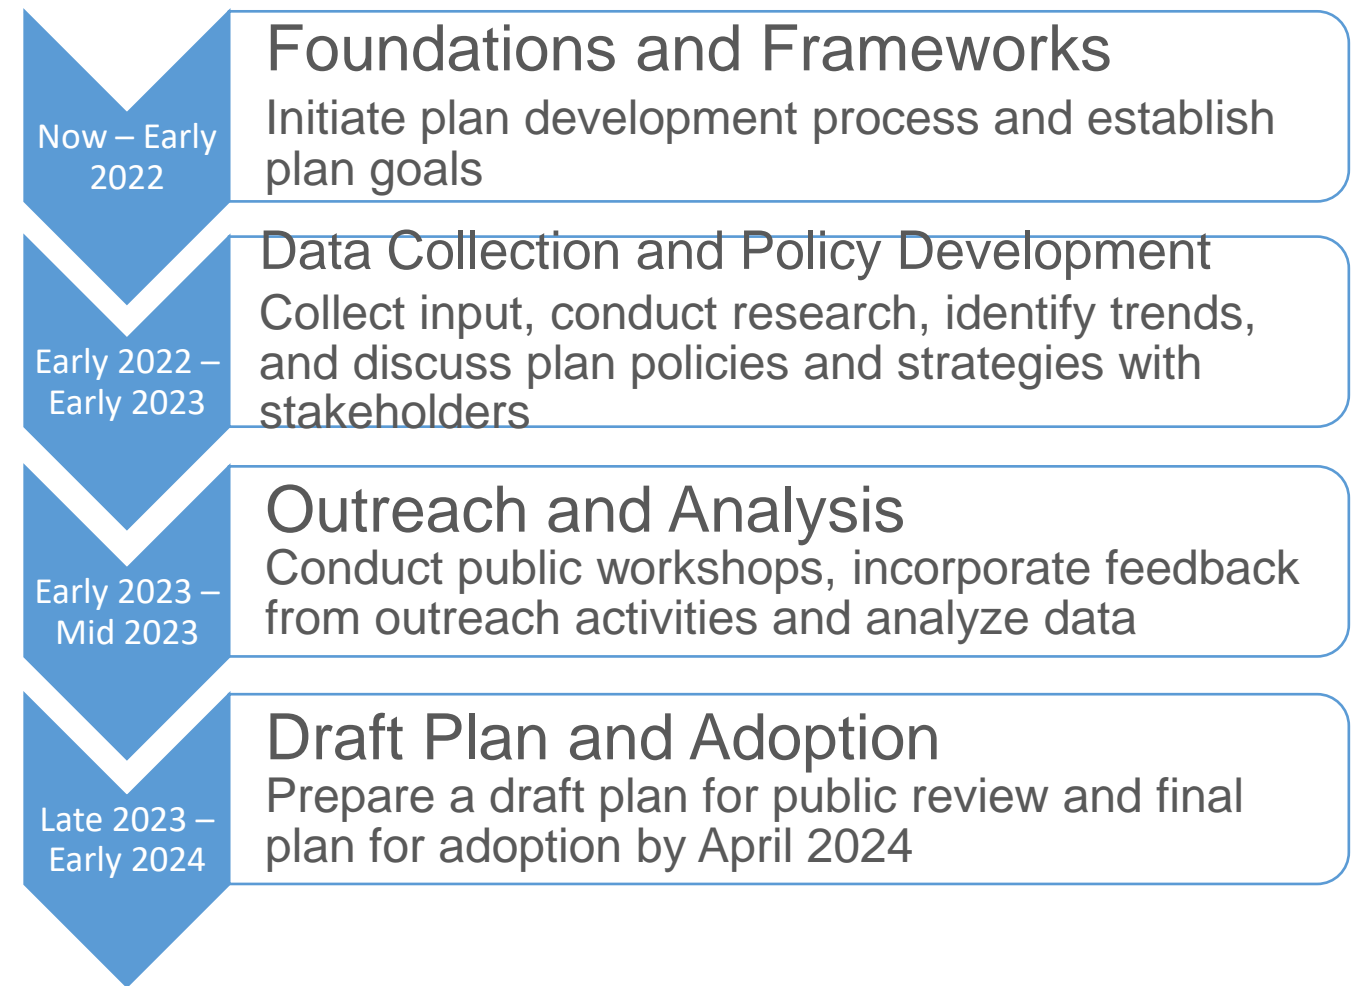 Now – Early
2022
Foundations and Frameworks
Initiate plan development process and establish
plan goals
Early 2022 –
Early 2023
Data Collection and Policy Development
Collect input, conduct research, identify trends,
and discuss plan policies and strategies with
stakeholders
Early 2023 –
Mid 2023
Outreach and Analysis
Conduct public workshops, incorporate feedback
from outreach activities and analyze data
Late 2023 –
Early 2024
Draft Plan and Adoption
Prepare a draft plan for public review and final
plan for adoption by April 2024